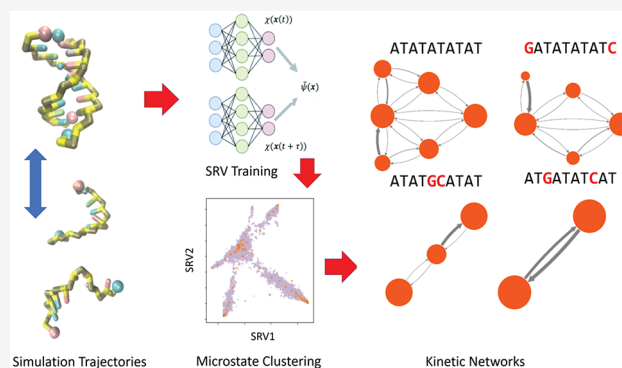 χ(x(t))
ψ̃(x)
χ(x(t + τ))
SRV Training
SRV2
SRV1
ATATATATAT
GATATATATC
ATATGCATAT
ATGATATCAT
Simulation Trajectories
Microstate Clustering
Kinetic Networks